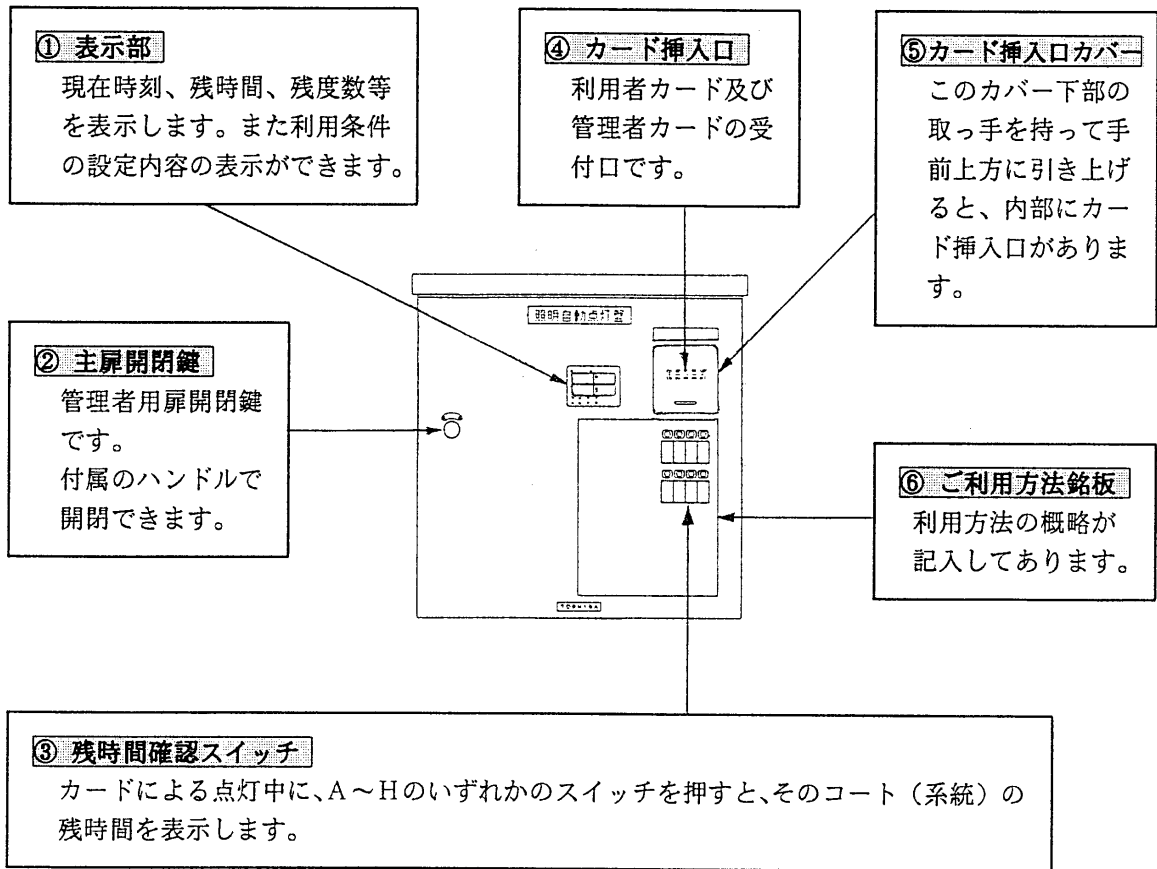 ① 表示部
現在時刻、残時間、残度数等
を表示します。また利用条件
の設定内容の表示ができます。
④ カード挿入口
利用者カード及び
管理者カードの受
付口です。
⑤カード挿入口カバー
このカバー下部の
取っ手を持って手
前上方に引き上げ
ると、内部にカー
ド挿入口がありま
す。
② 主扉開閉鍵
管理者用扉開閉鍵
です。
付属のハンドルで
開閉できます。
照明自動点灯盤
⑥ ご利用方法銘板
利用方法の概略が
記入してあります。
TOSHIBA
③ 残時間確認スイッチ
カードによる点灯中に、A～Hのいずれかのスイッチを押すと、そのコート（系統）の
残時間を表示します。